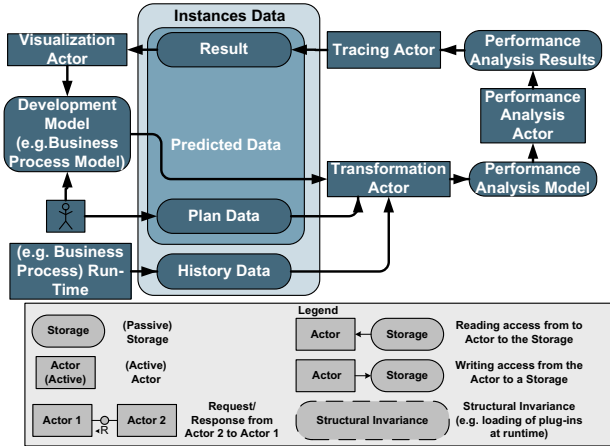 Instances Data
Visualization
Actor
Result
Tracing Actor
Performance
Analysis Results
Development
Model
(e.g.Business
Process Model)
Predicted Data
Performance
Analysis
Actor
Transformation
Actor
Performance
Analysis Model
Plan Data
(e.g. Business
Process) Run-
Time
History Data
Legend
Storage
(Passive)
Storage
Actor
Storage
Reading access from to
Actor to the Storage
Actor
(Active)
(Active)
Actor
Actor
Storage
Writing access from the
Actor to a Storage
Actor 1
R
Actor 2
Request/
Response from
Actor 2 to Actor 1
Structural Invariance
Structural Invariance
(e.g. loading of plug-ins
at runtime)